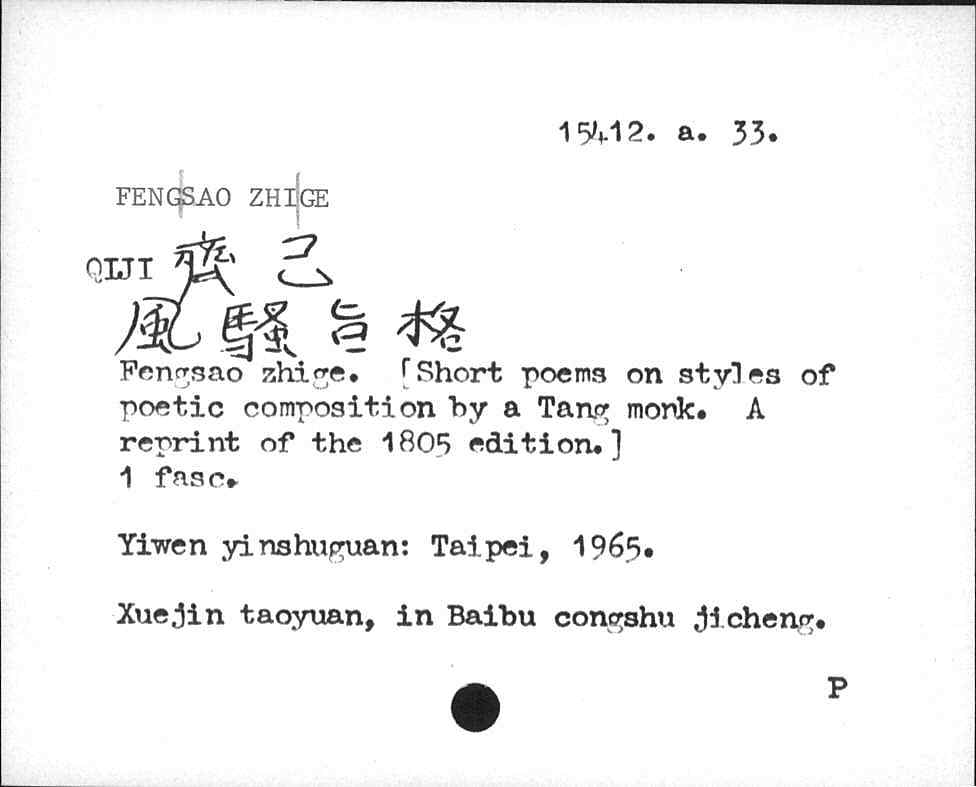 15412. a. 33.
FENGSAO ZHIGE
QIJI 齊己
風騷旨格
Fengsao zhige. [Short poems on styles of
poetic composition by a Tang monk. A
reprint of the 1805 edition.]
1 fasc.
Yiwen yinshuguan: Taipei, 1965.
Xuejin taoyuan, in Baibu congshu jicheng.
P